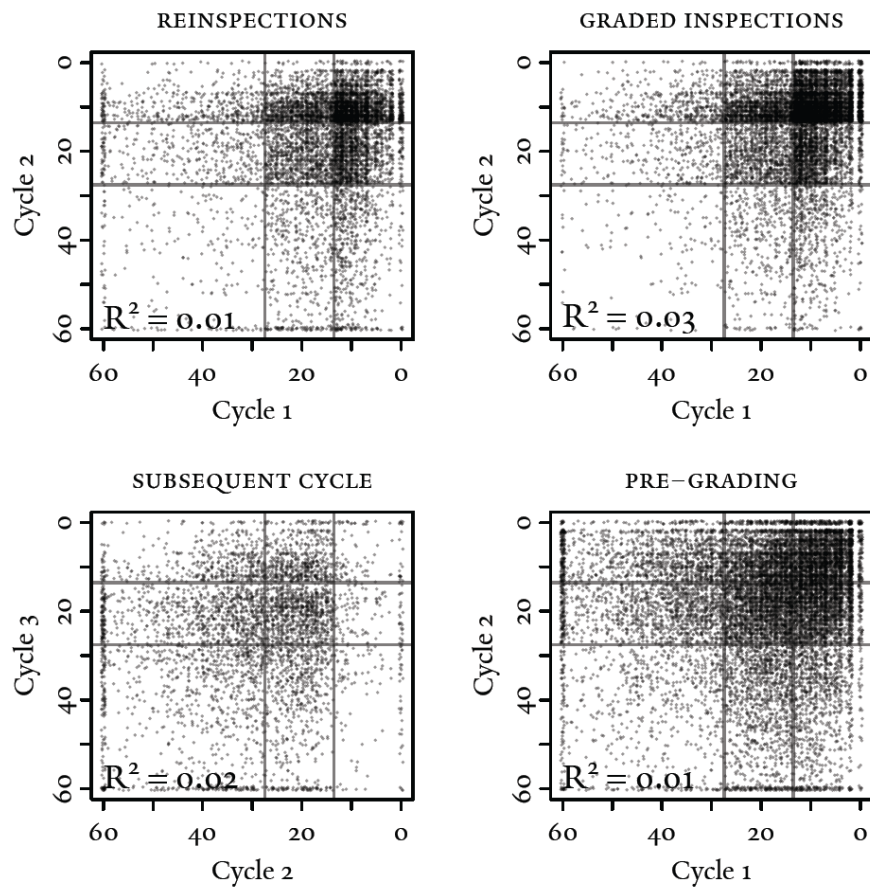 REINSPECTIONS
GRADED INSPECTIONS
0
20
40
60
Cycle 2
R² = 0.01
60
40
20
0
Cycle 1
0
20
40
60
Cycle 2
R² = 0.03
60
40
20
0
Cycle 1
SUBSEQUENT CYCLE
PRE-GRADING
0
20
40
60
Cycle 3
R² = 0.02
60
40
20
0
Cycle 2
0
20
40
60
Cycle 2
R² = 0.01
60
40
20
0
Cycle 1